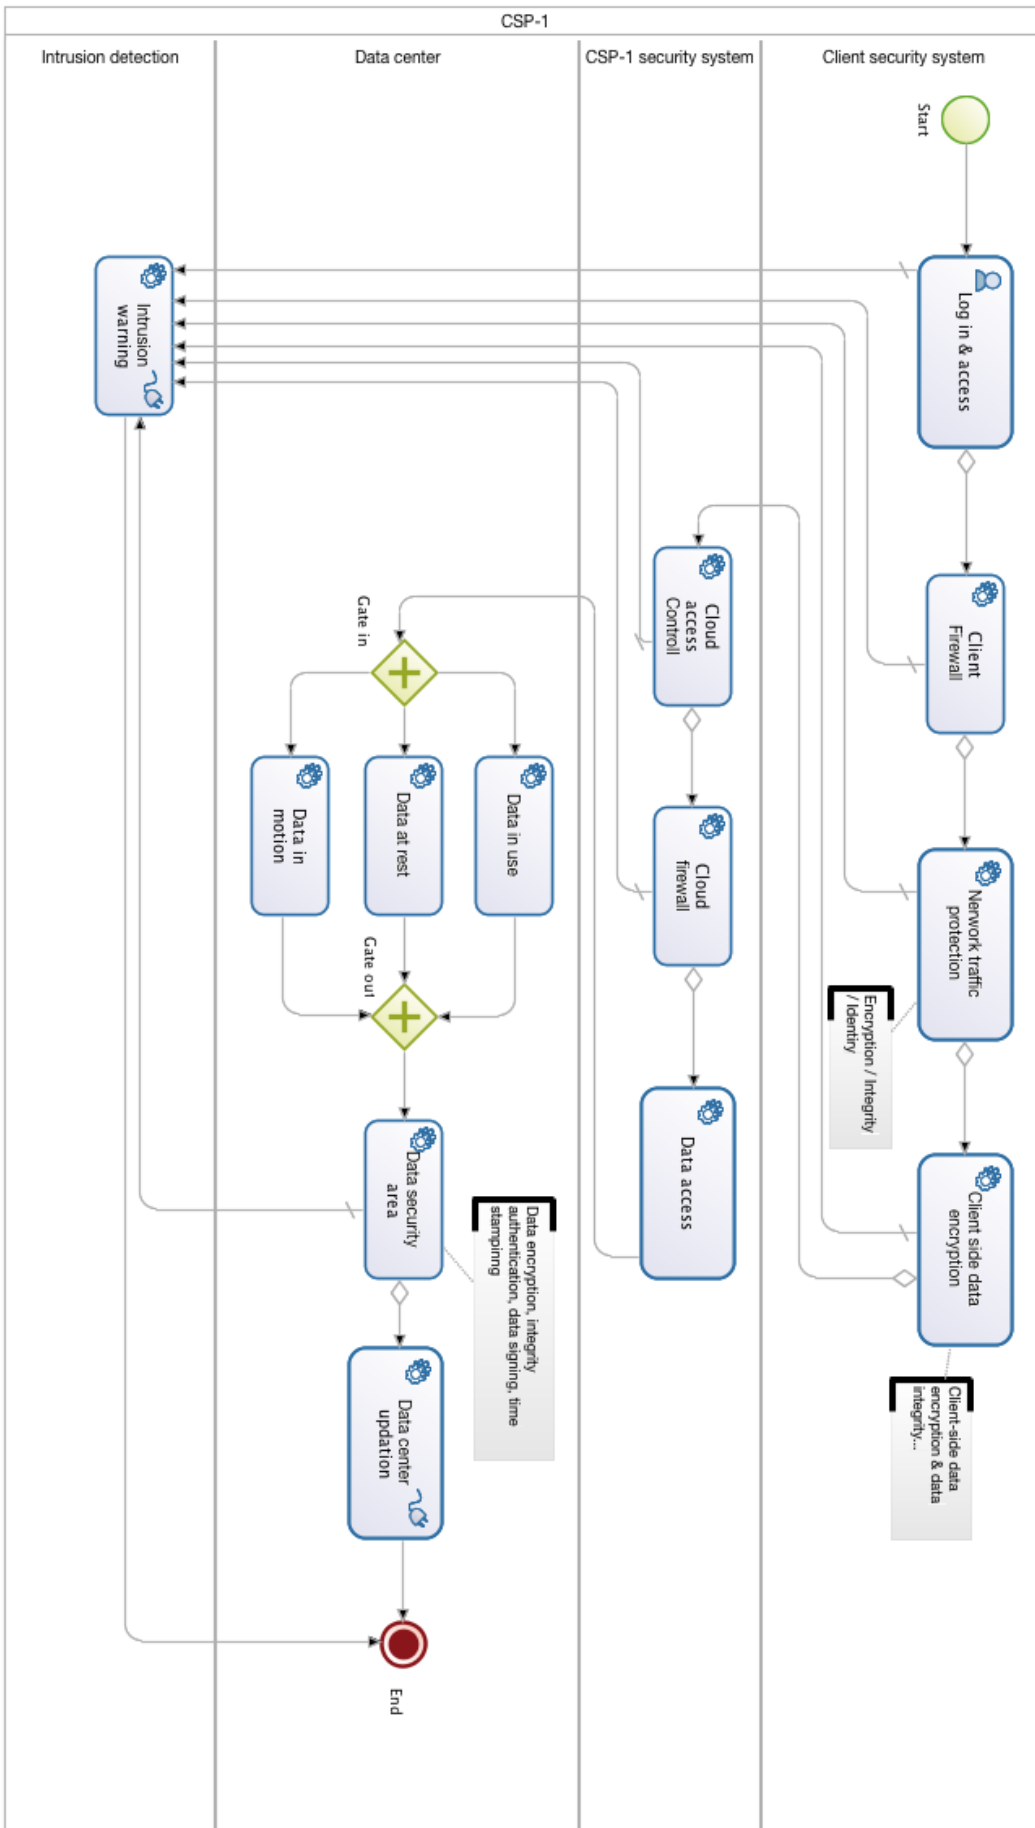 CSP-1
Intrusion detection
Data center
CSP-1 security system
Client security system
Start
Log in & access
Intrusion
warning
Client
Firewall
Cloud
access
Controll
Gate in
Nerwork traffic
protection
Cloud
firewall
Data in use
Data at rest
Data in
motion
Gate out
Encryption / Integrity
/ Identiry
Client side data
encryption
Data access
Data security
area
Data encryption, integrity
authentication, data signing, time
stampinng
Client-side data
encryption & data
integrity...
Data center
updation
End